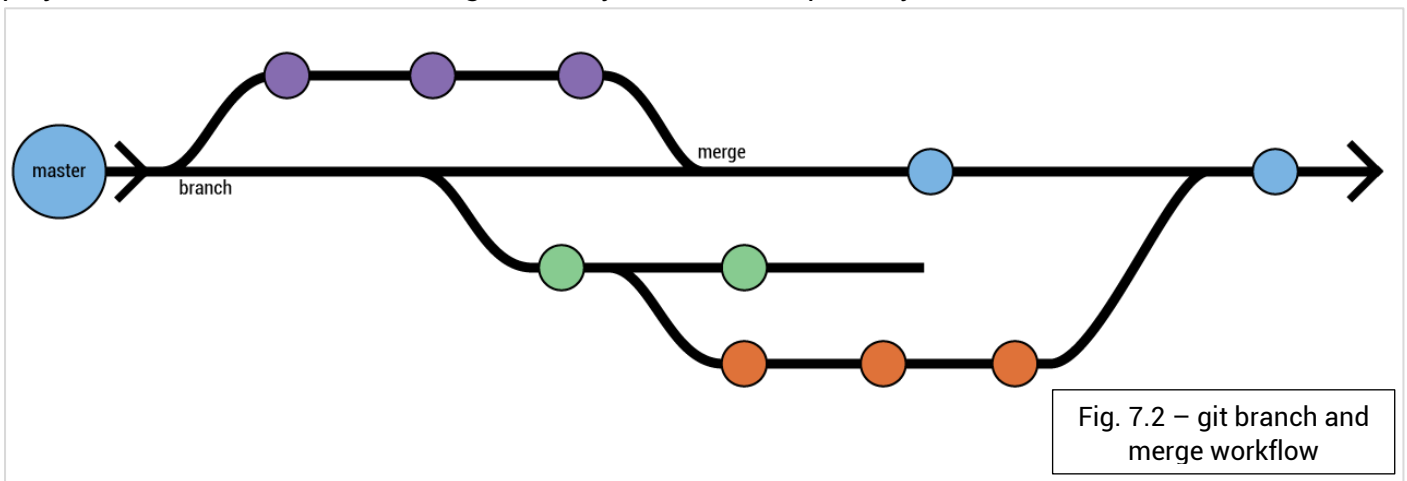 master
branch
merge
Fig. 7.2 – git branch and
merge workflow